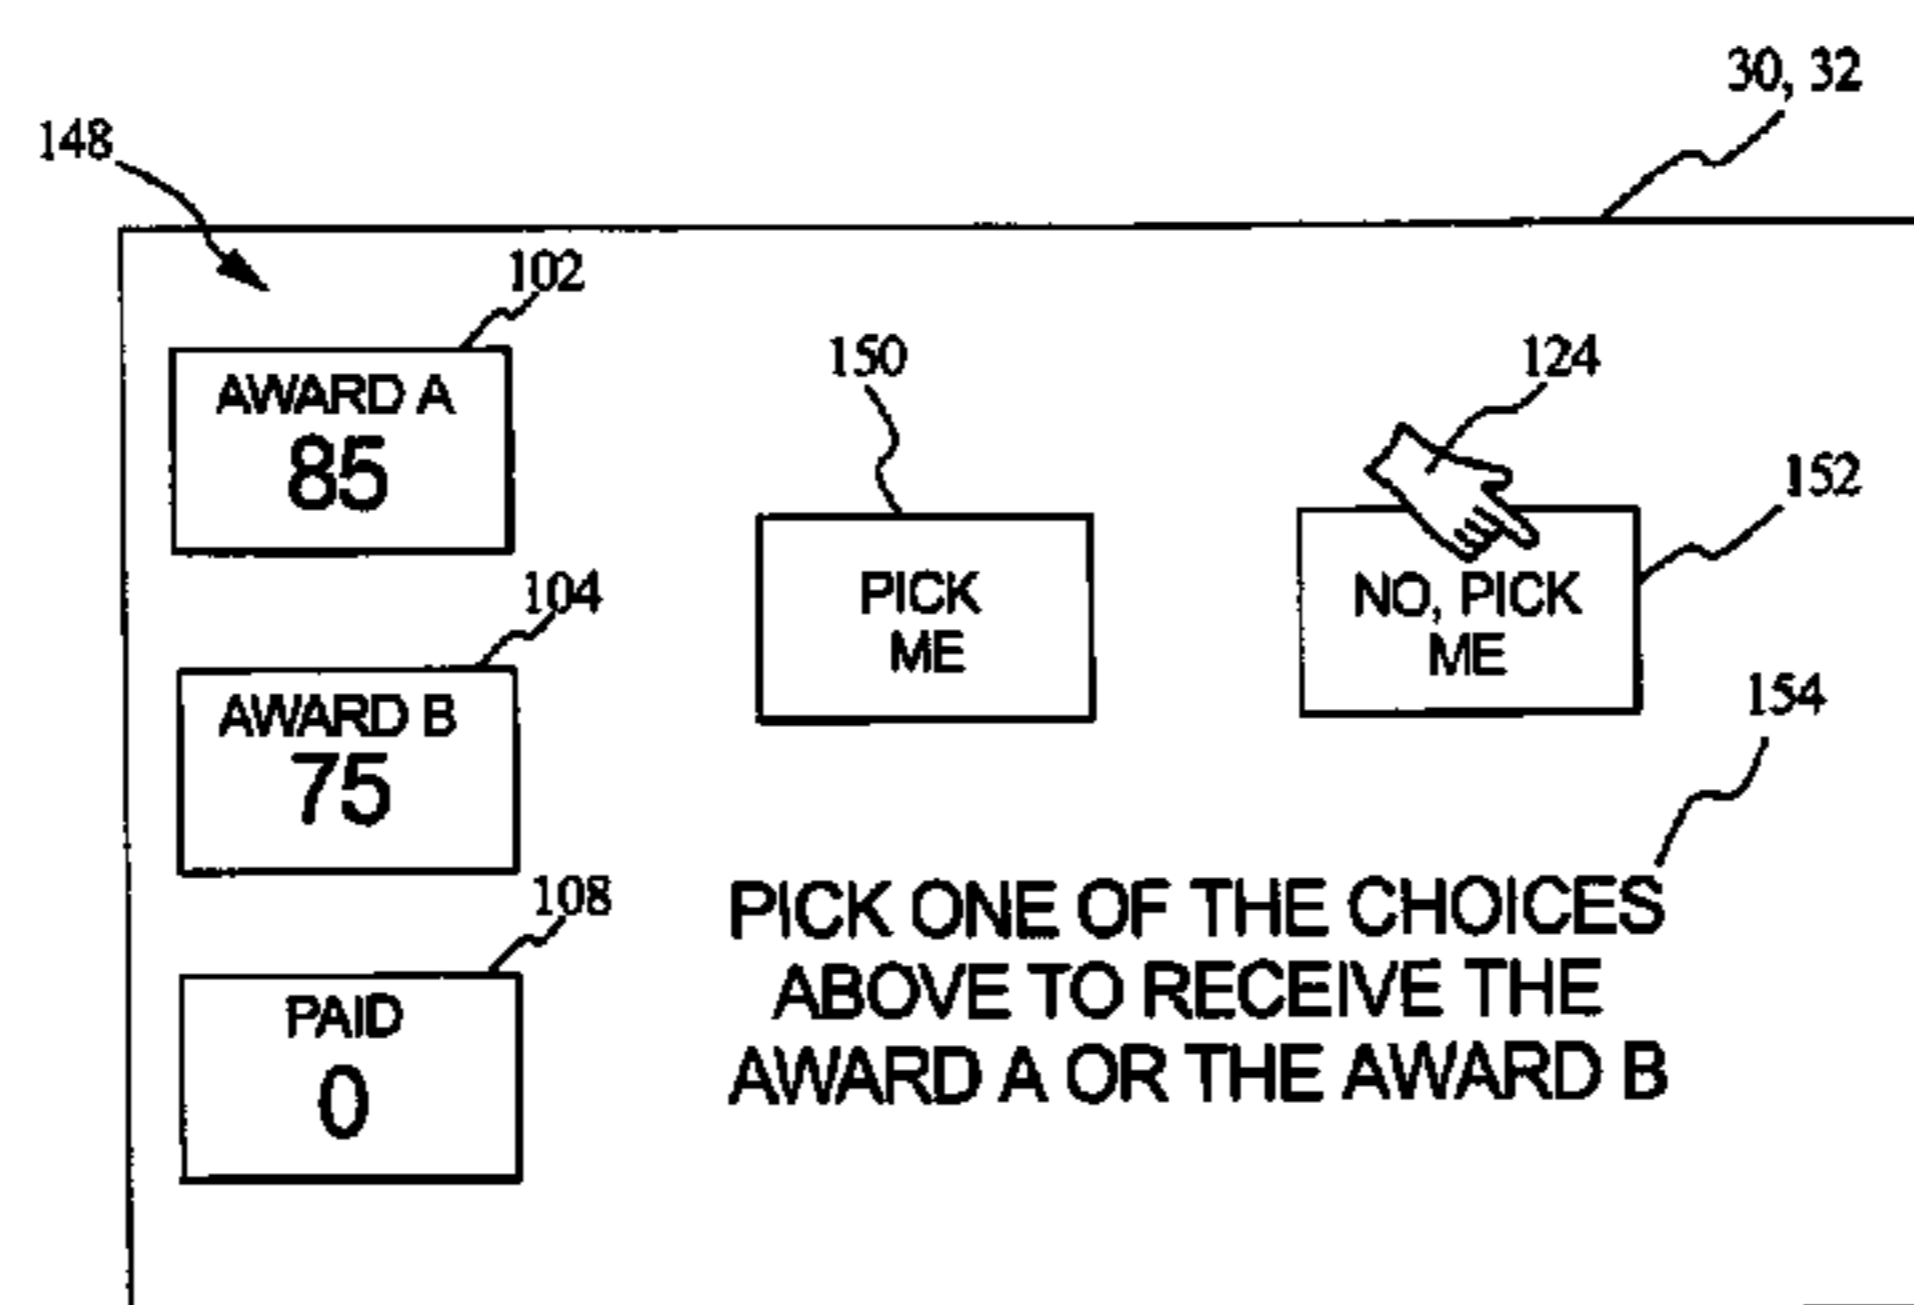 30, 32
148
102
AWARD A
85
150
124
152
PICK
ME
NO, PICK
ME
104
AWARD B
75
154
108
PAID
0
PICK ONE OF THE CHOICES
ABOVE TO RECEIVE THE
AWARD A OR THE AWARD B